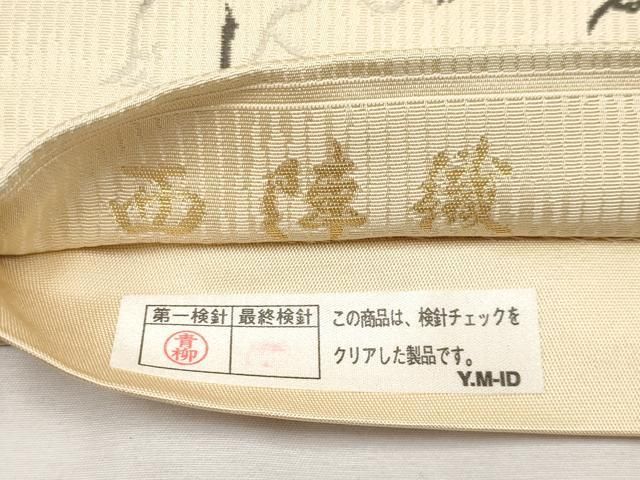 西陣織
第一検針 最終検針
青柳
この商品は、検針チェックを
クリアした製品です。
Y.M-ID